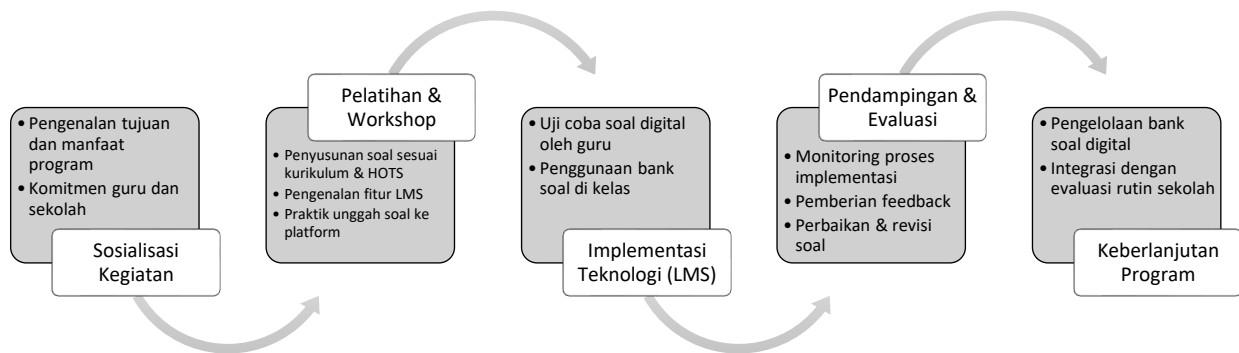 • Pengenalan tujuan
dan manfaat
program
• Komitmen guru dan
sekolah
Sosialisasi
Kegiatan
Pelatihan &
Workshop
• Penyusunan soal sesuai
kurikulum & HOTS
• Pengenalan fitur LMS
• Praktik unggah soal ke
platform
• Uji coba soal digital
oleh guru
• Penggunaan bank
soal di kelas
Implementasi
Teknologi (LMS)
Pendampingan &
Evaluasi
• Monitoring proses
implementasi
• Pemberian feedback
• Perbaikan & revisi
soal
• Pengelolaan bank
soal digital
• Integrasi dengan
evaluasi rutin sekolah
Keberlanjutan
Program